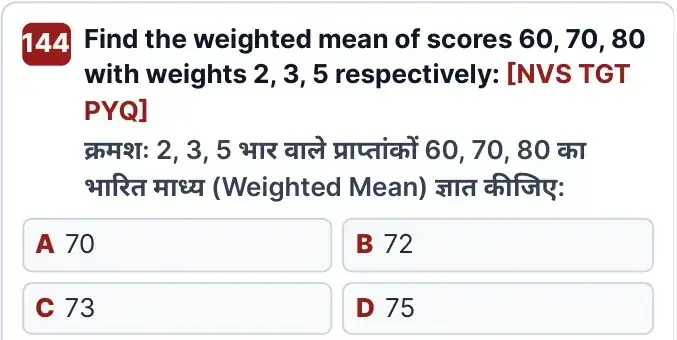 144 Find the weighted mean of scores 60, 70, 80
with weights 2, 3, 5 respectively: [NVS TGT
PYQ]
क्रमशः 2, 3, 5 भार वाले प्राप्तांकों 60, 70, 80 का
भारित माध्य (Weighted Mean) ज्ञात कीजिए:
A 70
B 72
C 73
D 75